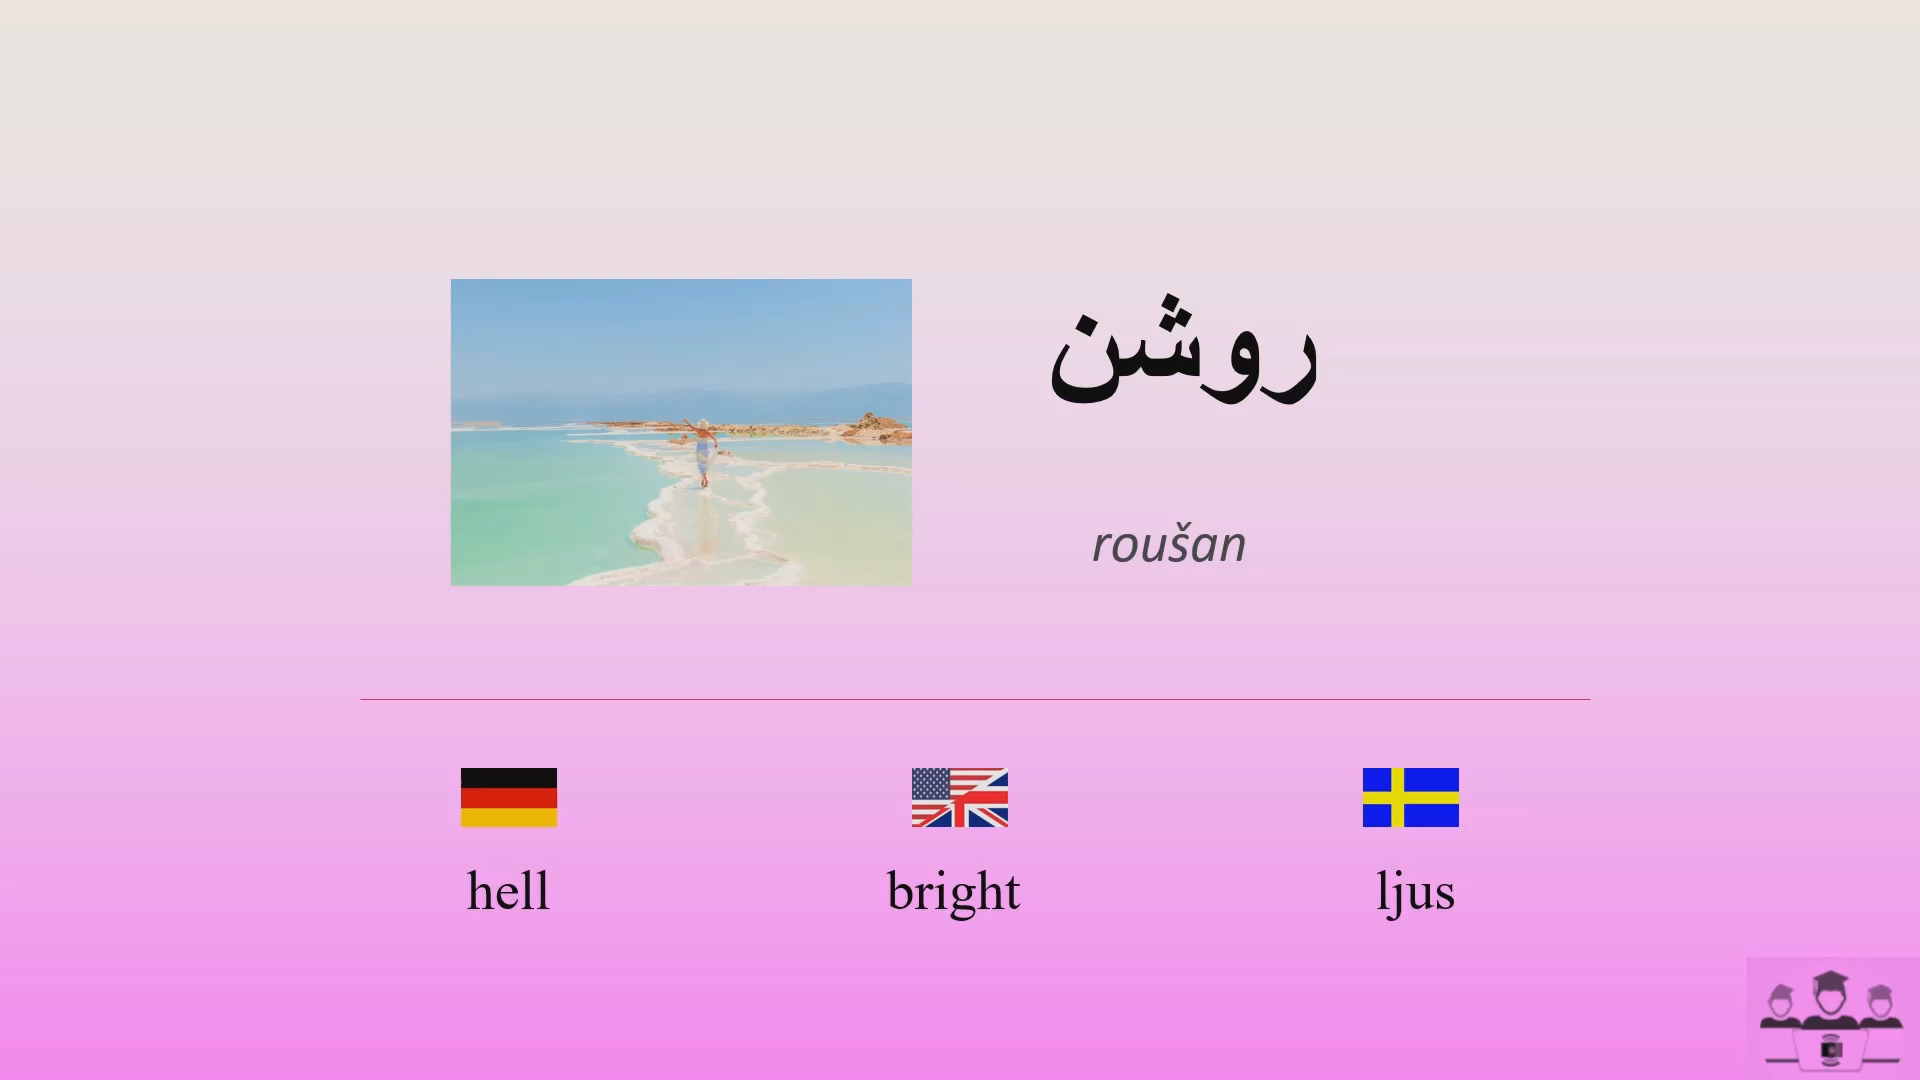 روشن
roušan
hell
bright
ljus